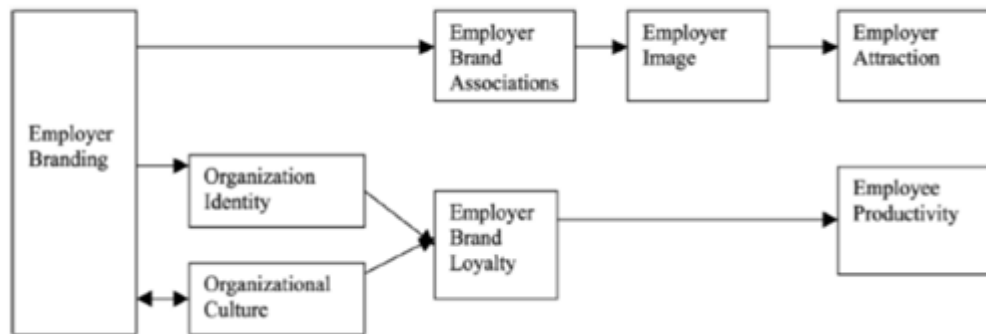 Employer
Branding
Employer
Brand
Associations
Employer
Image
Employer
Attraction
Organization
Identity
Organizational
Culture
Employer
Brand
Loyalty
Employee
Productivity